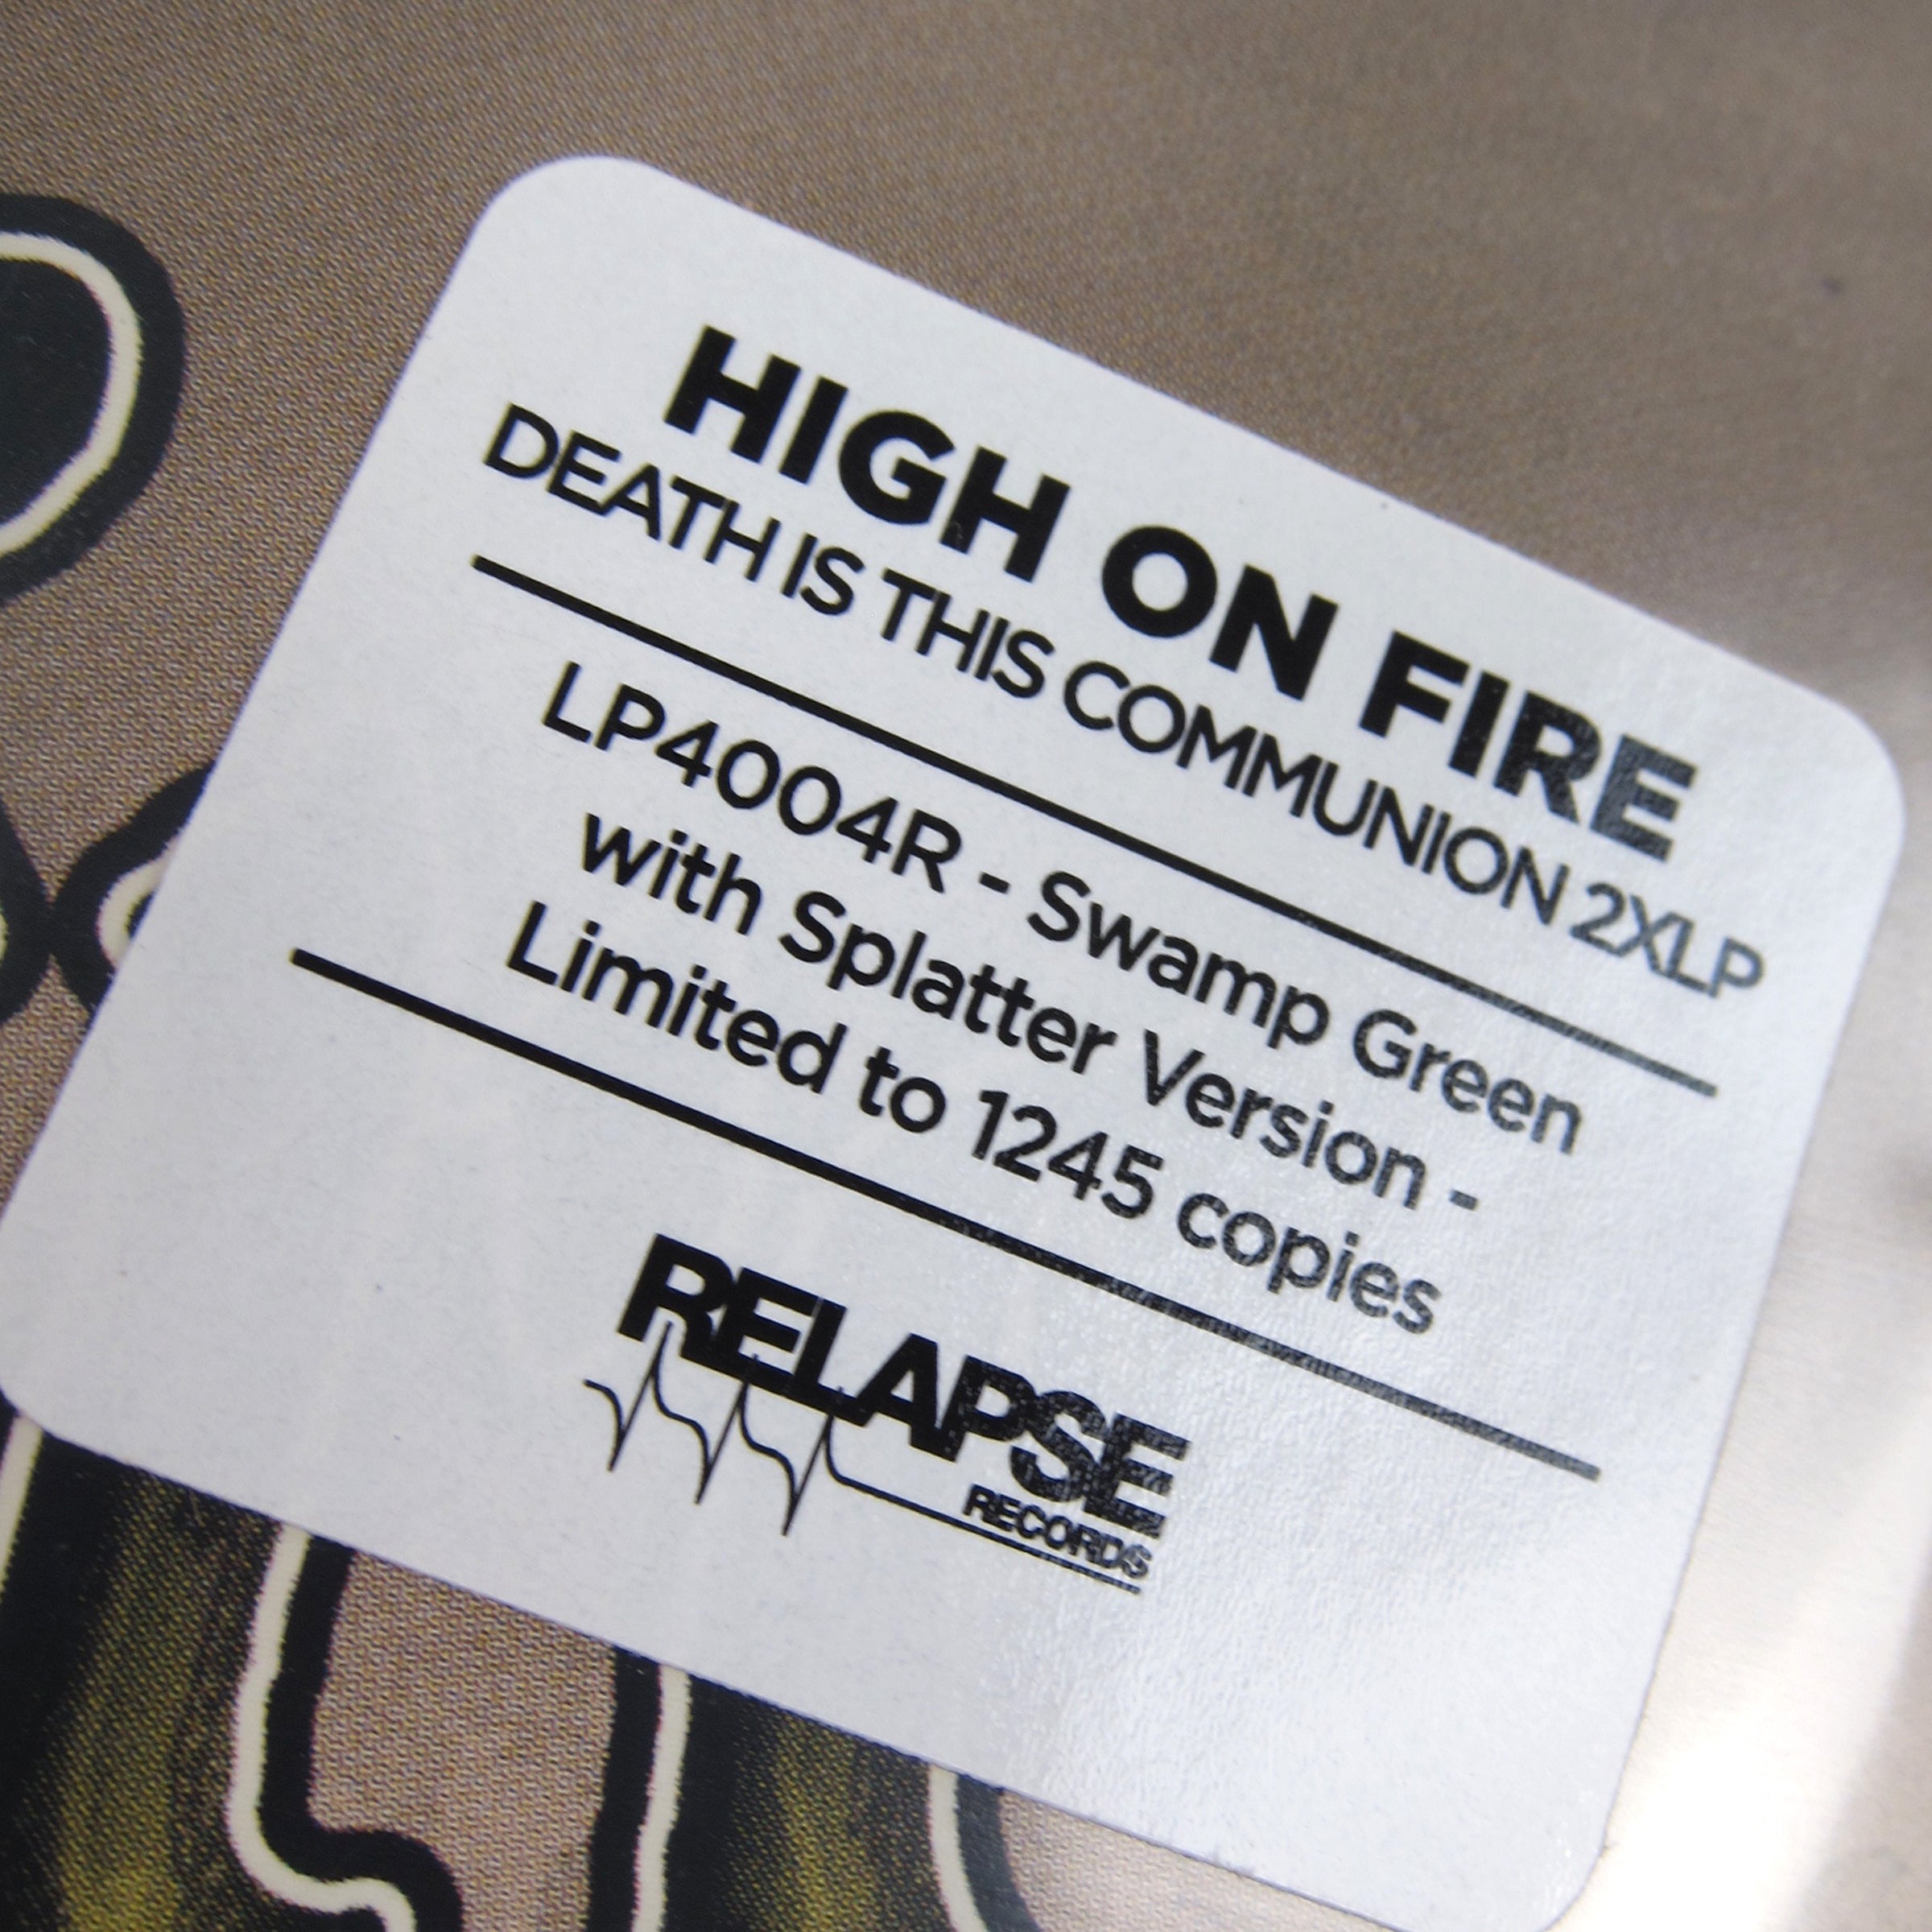 HIGH ON FIRE
DEATH IS THIS COMMUNION 2XLP
LP4004R - Swamp Green
with Splatter Version -
Limited to 1245 copies
RELAPSE
RECORDS